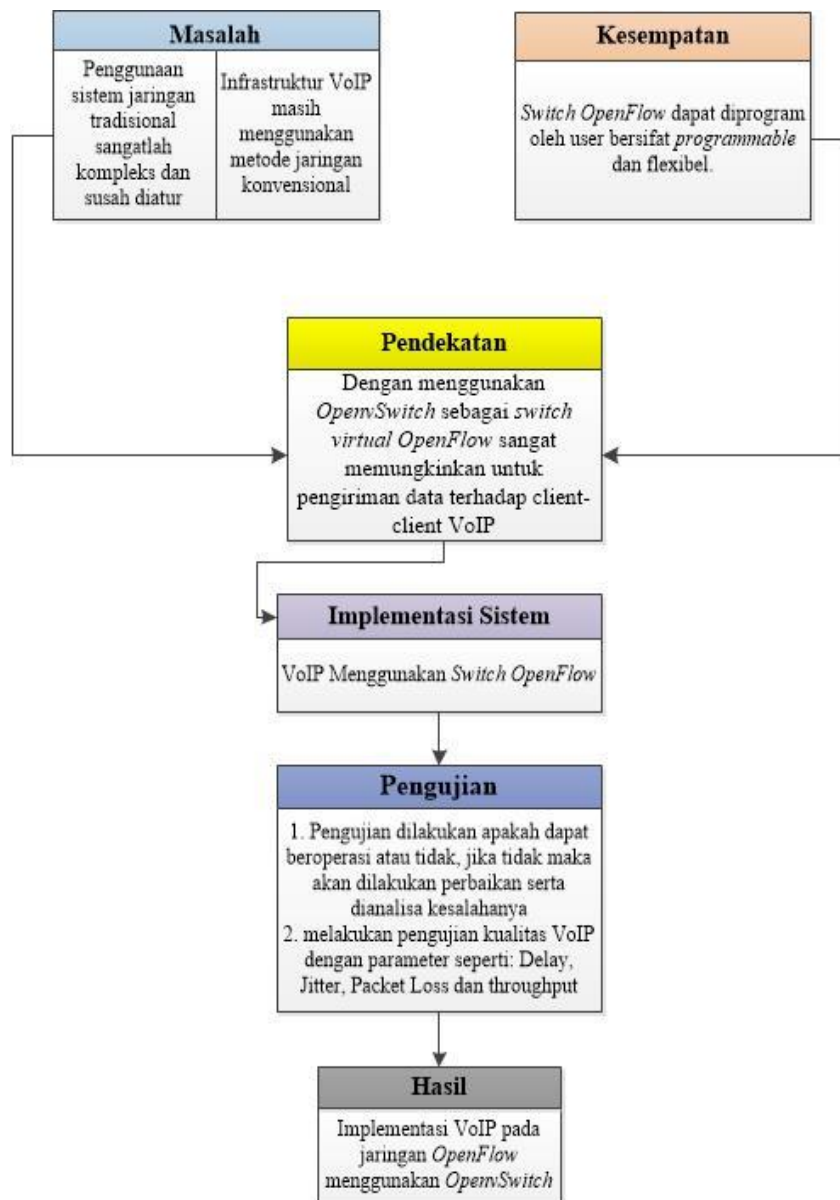 Masalah
Penggunaan
sistem jaringan
tradisional
sangatlah
kompleks dan
susah diatur
Infrastruktur VoIP
masih
menggunakan
metode jaringan
konvensional
Kesempatan
Switch OpenFlow dapat diprogram
oleh user bersifat programmable
dan flexibel.
Pendekatan
Dengan menggunakan
OpenvSwitch sebagai switch
virtual OpenFlow sangat
memungkinkan untuk
pengiriman data terhadap client-
client VoIP
Implementasi Sistem
VoIP Menggunakan Switch OpenFlow
Pengujian
1. Pengujian dilakukan apakah dapat
beroperasi atau tidak, jika tidak maka
akan dilakukan perbaikan serta
dianalisa kesalahanya
2. melakukan pengujian kualitas VoIP
dengan parameter seperti: Delay,
Jitter, Packet Loss dan throughput
Hasil
Implementasi VoIP pada
jaringan OpenFlow
menggunakan OpenvSwitch